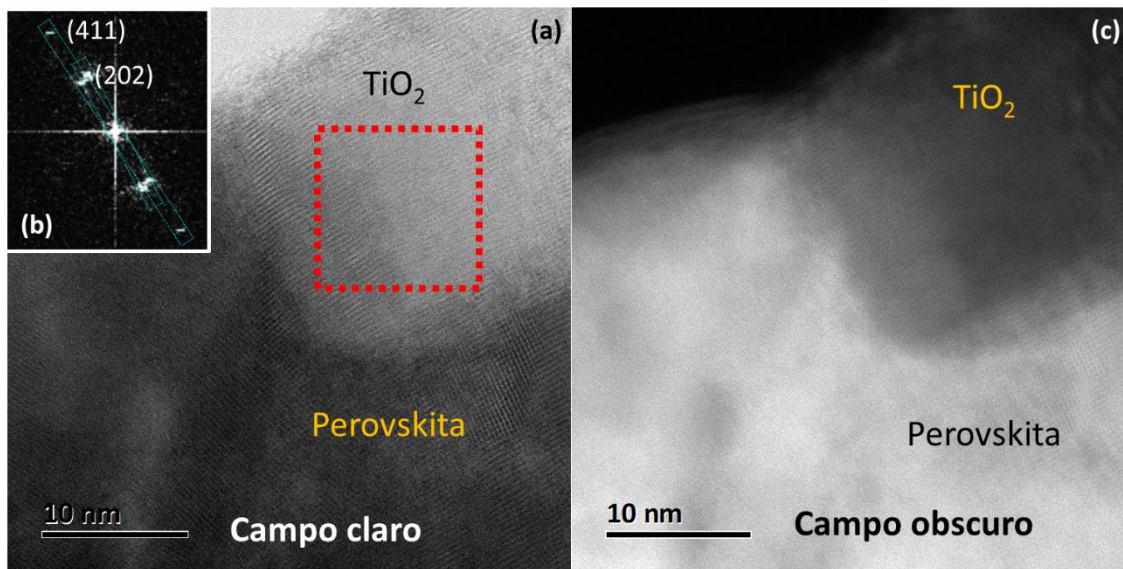 (411)
(202)
(b)
(a)
TiO₂
Perovskita
10 nm
Campo claro
(c)
TiO₂
Perovskita
10 nm
Campo obscuro